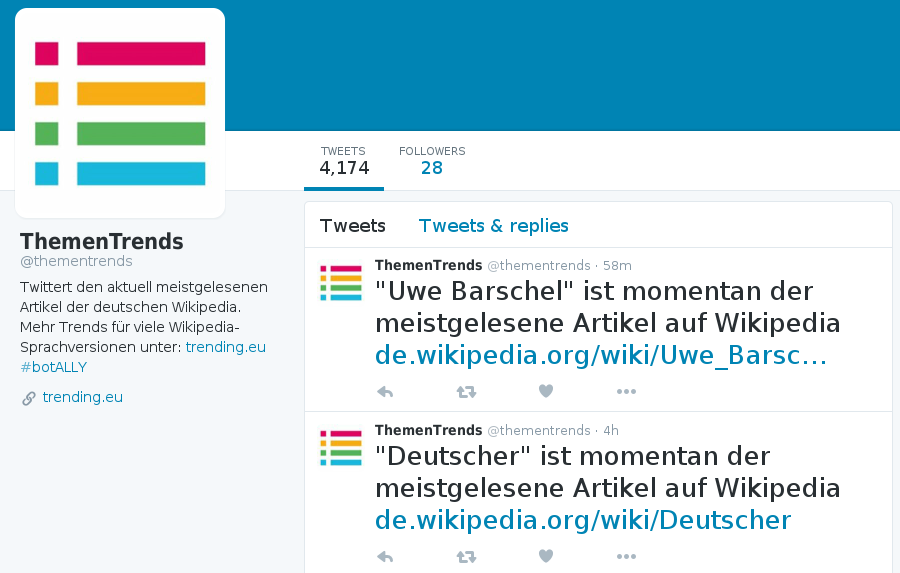 TWEETS FOLLOWERS
4,174 28
ThemenTrends
@thementrends
Twittert den aktuell meistgelesenen
Artikel der deutschen Wikipedia.
Mehr Trends für viele Wikipedia-
Sprachversionen unter: trending.eu
#botALLY
trending.eu
Tweets Tweets & replies
ThemenTrends @thementrends · 58m
"Uwe Barschel" ist momentan der
meistgelesene Artikel auf Wikipedia
de.wikipedia.org/wiki/Uwe_Barsc...
ThemenTrends @thementrends · 4h
"Deutscher" ist momentan der
meistgelesene Artikel auf Wikipedia
de.wikipedia.org/wiki/Deutscher